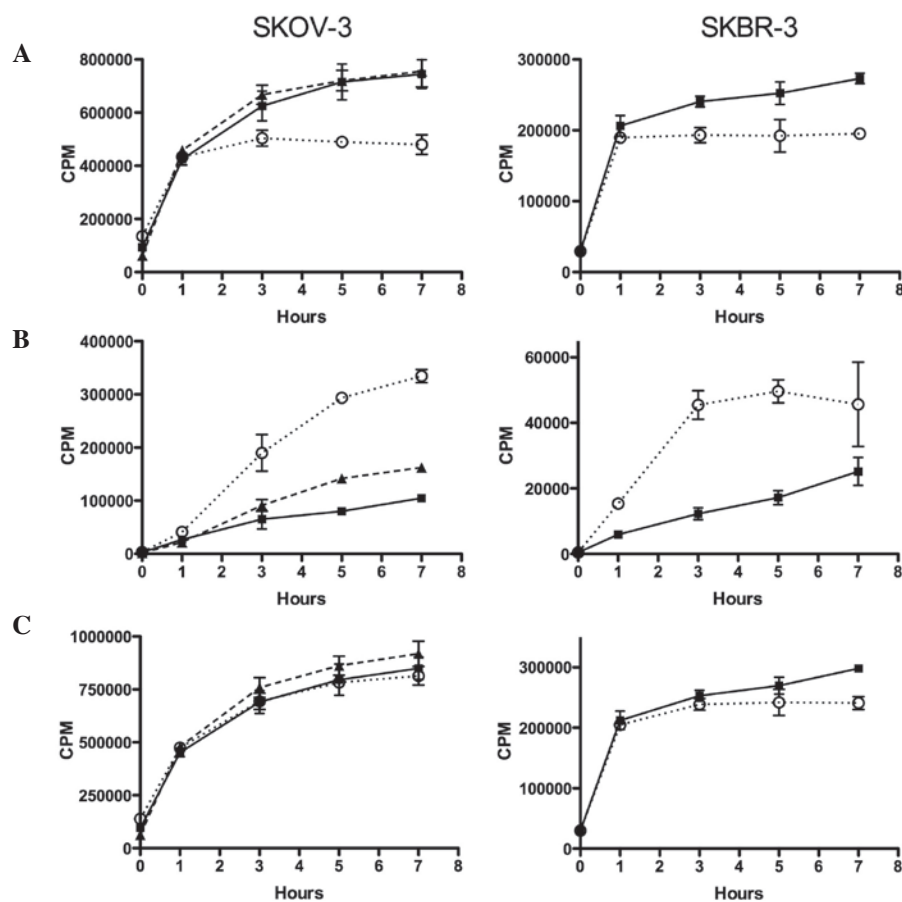 SKOV-3
SKBR-3
A
800000
600000
400000
200000
0
CPM
0 1 2 3 4 5 6 7 8
Hours
300000
200000
100000
0
CPM
0 1 2 3 4 5 6 7 8
Hours
B
400000
300000
200000
100000
0
CPM
0 1 2 3 4 5 6 7 8
Hours
60000
40000
20000
0
CPM
0 1 2 3 4 5 6 7 8
Hours
C
1000000
750000
500000
250000
0
CPM
0 1 2 3 4 5 6 7 8
Hours
300000
200000
100000
0
CPM
0 1 2 3 4 5 6 7 8
Hours